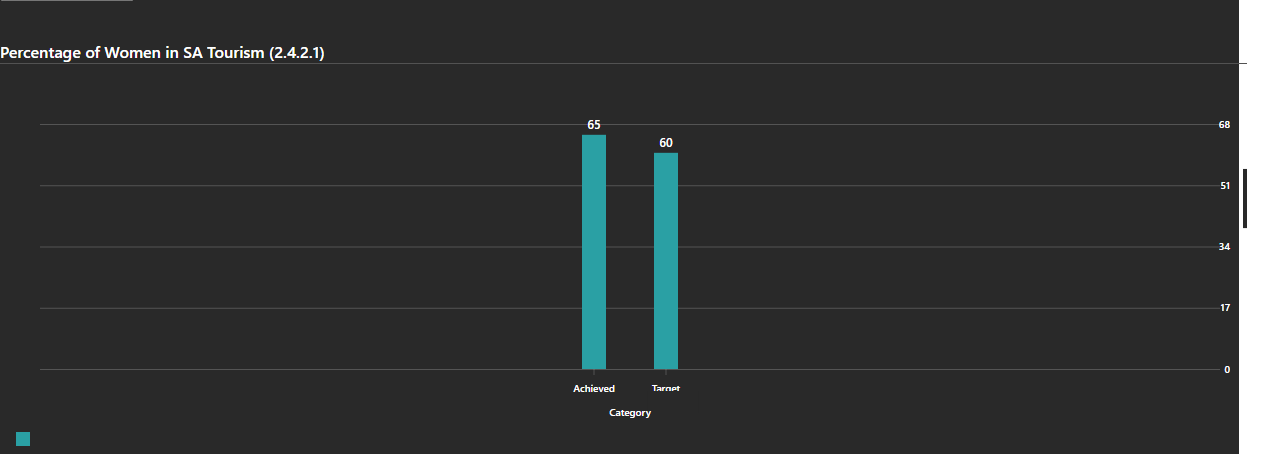 Percentage of Women in SA Tourism (2.4.2.1)
65
60
68
51
34
17
0
Achieved Target
Category